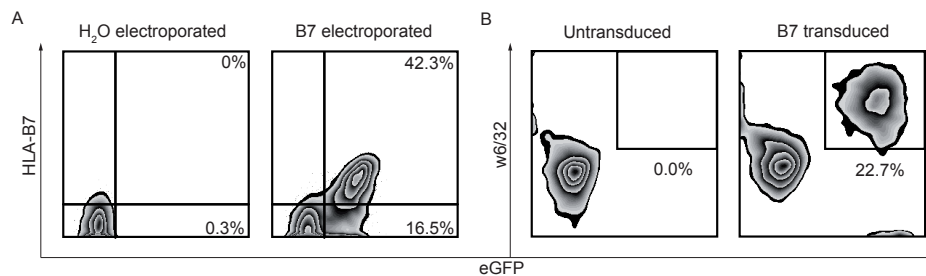 A
H₂O electroporated
B7 electroporated
HLA-B7
0%
0.3%
42.3%
16.5%
B
Untransduced
B7 transduced
w6/32
0.0%
22.7%
eGFP